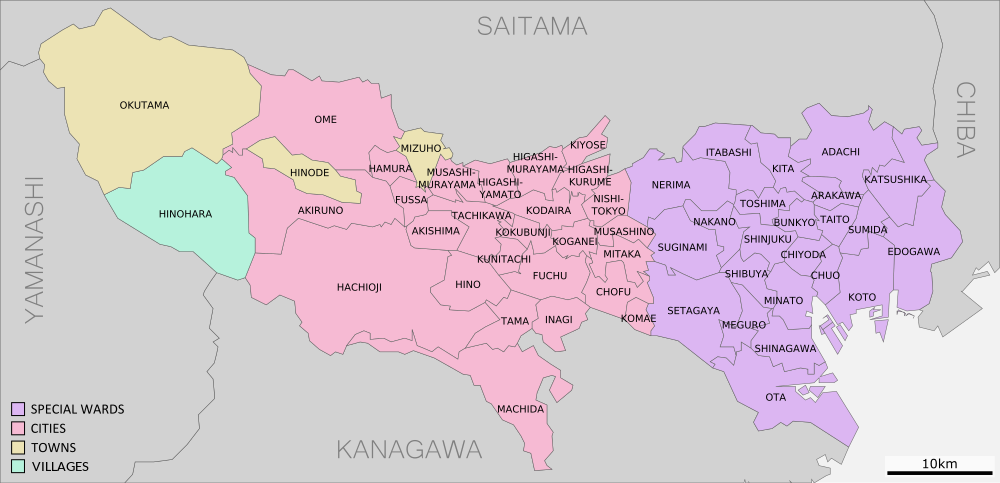 SAITAMA
CHIBA
YAMANASHI
KANAGAWA
OKUTAMA
OME
MIZUHO
HINODE
HINOHARA
HAMURA
MUSASHI-
MURAYAMA
FUSSA
AKIRUNO
AKISHIMA
HIGASHI-
YAMATO
HIGASHI-
MURAYAMA
KIYOSE
HIGASHI-
KURUME
NISHI-
TOKYO
TACHIKAWA
KODAIRA
KOKUBUNJI
KOGANEI
MUSASHINO
MITAKA
KUNITACHI
FUCHU
HACHIOJI
HINO
CHOFU
KOMAE
TAMA
INAGI
MACHIDA
ITABASHI
KITA
ADACHI
KATSUSHIKA
NERIMA
TOSHIMA
ARAKAWA
NAKANO
BUNKYO
TAITO
SUMIDA
SUGINAMI
SHINJUKU
CHIYODA
EDOGAWA
SHIBUYA
CHUO
KOTO
SETAGAYA
MINATO
MEGURO
SHINAGAWA
OTA
SPECIAL WARDS
CITIES
TOWNS
VILLAGES
10km